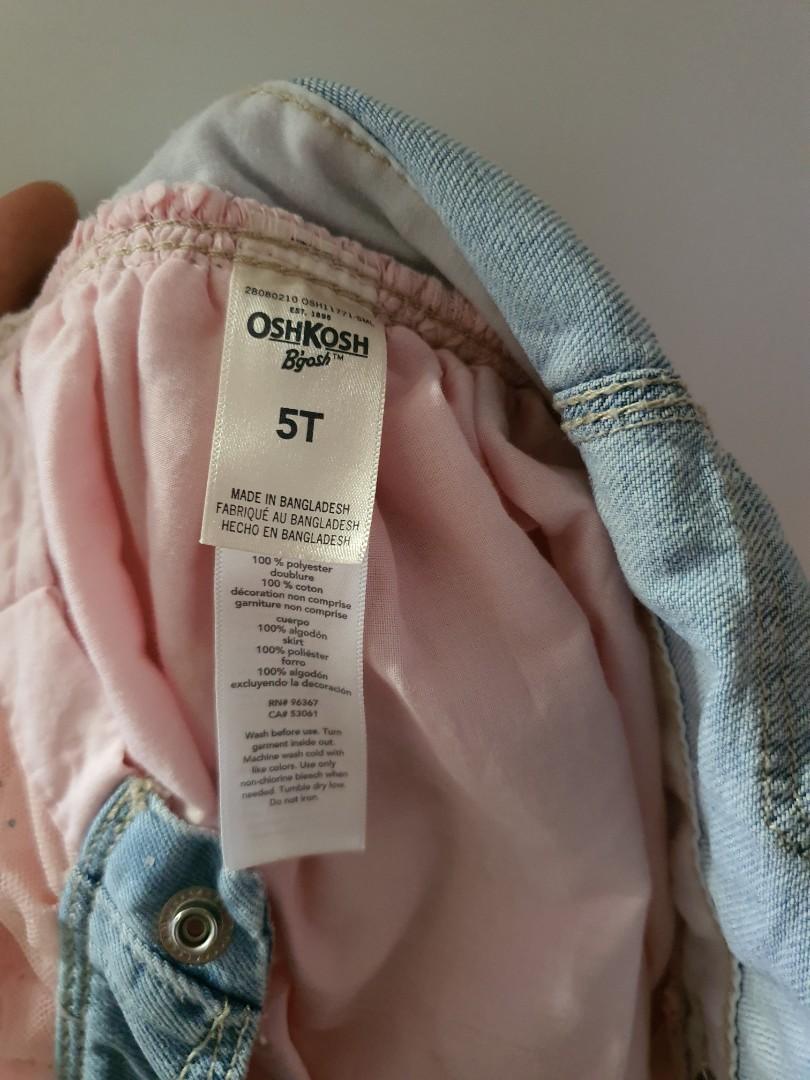 28080210 OSH11771-SML
EST. 1895
OSHKOSH
B'gosh™
5T
MADE IN BANGLADESH
FABRIQUÉ AU BANGLADESH
HECHO EN BANGLADESH
100 % polyester
doublure
100 % coton
décoration non comprise
garniture non comprise
cuerpo
100% algodón
skirt
100% poliéster
forro
100% algodón
excluyendo la decoración
RN# 96367
CA# 53061
Wash before use. Turn
garment inside out.
Machine wash cold with
like colors. Use only
non-chlorine bleach when
needed. Tumble dry low.
Do not iron.